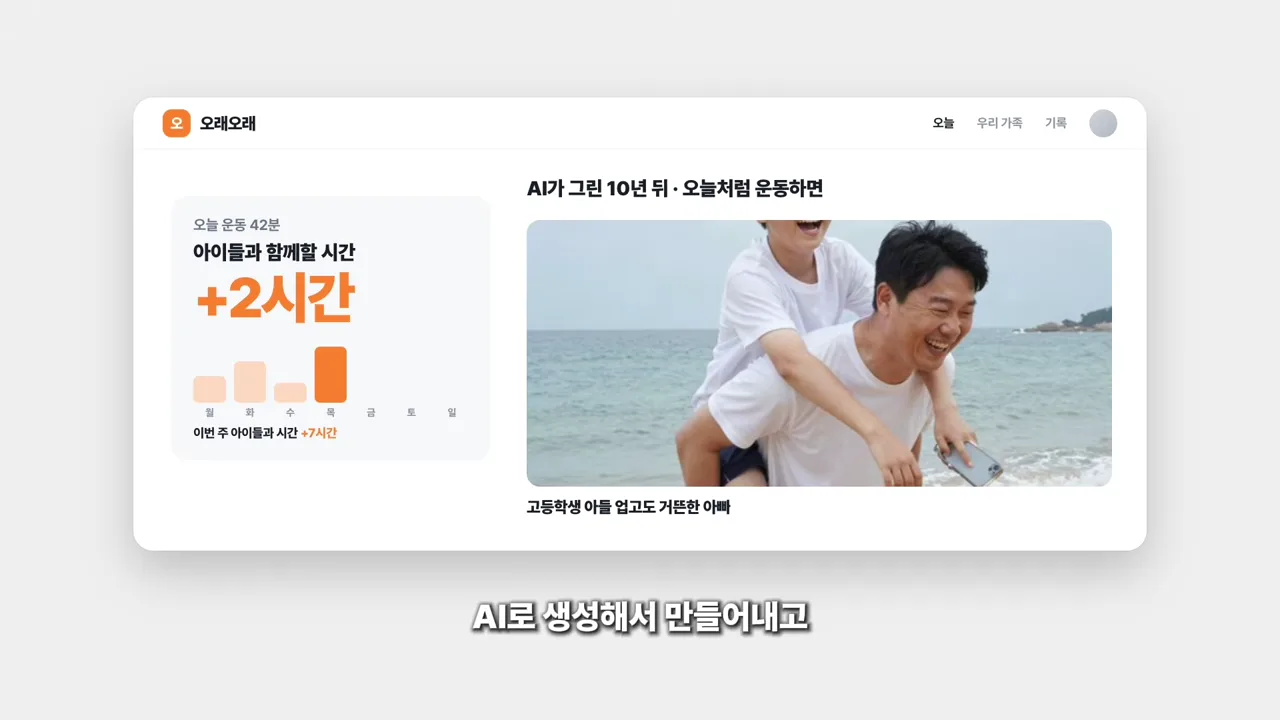 오 오래오래
오늘 우리 가족 기록
오늘 운동 42분
아이들과 함께할 시간
+2시간
월 화 수 목 금 토 일
이번 주 아이들과 시간 +7시간
AI가 그린 10년 뒤 · 오늘처럼 운동하면
고등학생 아들 업고도 거뜬한 아빠
AI로 생성해서 만들어내고